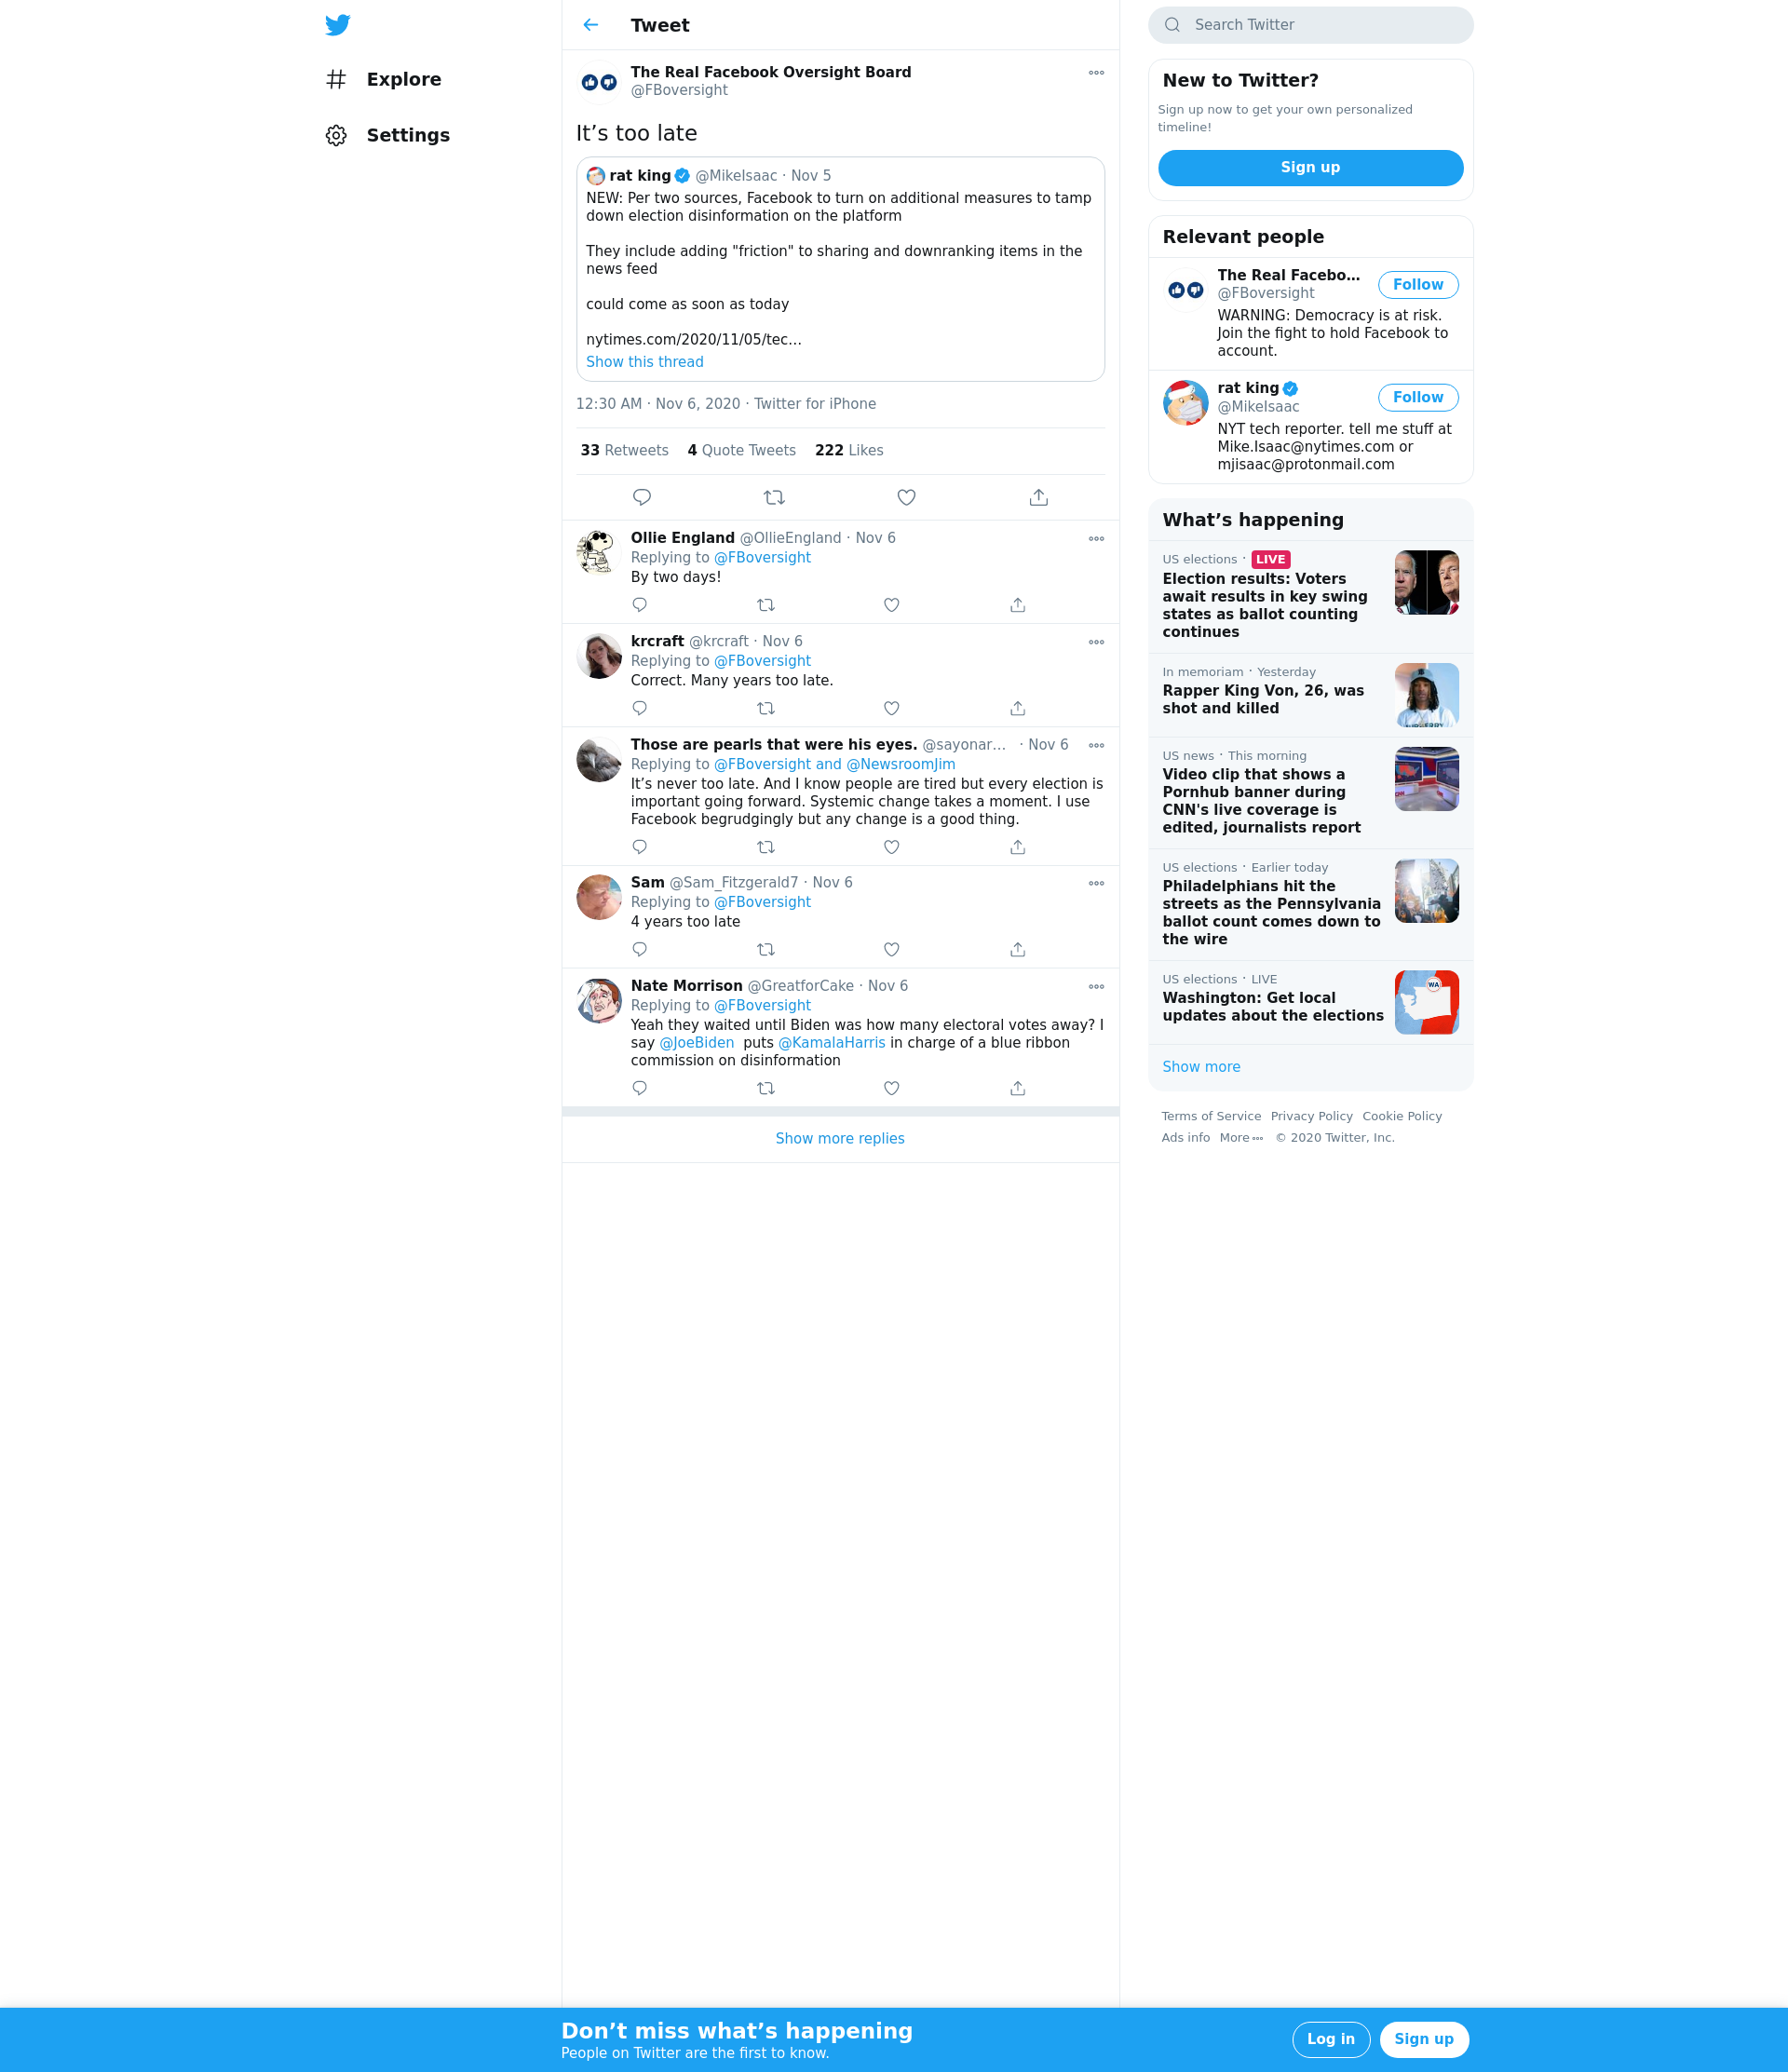 Explore
Settings
Tweet
The Real Facebook Oversight Board
@FBoversight
It’s too late
rat king @MikeIsaac · Nov 5
NEW: Per two sources, Facebook to turn on additional measures to tamp
down election disinformation on the platform
They include adding "friction" to sharing and downranking items in the
news feed
could come as soon as today
nytimes.com/2020/11/05/tec…
Show this thread
12:30 AM · Nov 6, 2020 · Twitter for iPhone
33 Retweets 4 Quote Tweets 222 Likes
Ollie England @OllieEngland · Nov 6
Replying to @FBoversight
By two days!
krcraft @krcraft · Nov 6
Replying to @FBoversight
Correct. Many years too late.
Those are pearls that were his eyes. @sayonar… · Nov 6
Replying to @FBoversight and @NewsroomJim
It’s never too late. And I know people are tired but every election is
important going forward. Systemic change takes a moment. I use
Facebook begrudgingly but any change is a good thing.
Sam @Sam_Fitzgerald7 · Nov 6
Replying to @FBoversight
4 years too late
Nate Morrison @GreatforCake · Nov 6
Replying to @FBoversight
Yeah they waited until Biden was how many electoral votes away? I
say @JoeBiden puts @KamalaHarris in charge of a blue ribbon
commission on disinformation
Show more replies
Search Twitter
New to Twitter?
Sign up now to get your own personalized
timeline!
Sign up
Relevant people
The Real Facebo…
@FBoversight
Follow
WARNING: Democracy is at risk.
Join the fight to hold Facebook to
account.
rat king
@MikeIsaac
Follow
NYT tech reporter. tell me stuff at
Mike.Isaac@nytimes.com or
mjisaac@protonmail.com
What’s happening
US elections · LIVE
Election results: Voters
await results in key swing
states as ballot counting
continues
In memoriam · Yesterday
Rapper King Von, 26, was
shot and killed
US news · This morning
Video clip that shows a
Pornhub banner during
CNN's live coverage is
edited, journalists report
US elections · Earlier today
Philadelphians hit the
streets as the Pennsylvania
ballot count comes down to
the wire
US elections · LIVE
Washington: Get local
updates about the elections
WA
Show more
Terms of Service Privacy Policy Cookie Policy
Ads info More © 2020 Twitter, Inc.
Don’t miss what’s happening
People on Twitter are the first to know.
Log in
Sign up